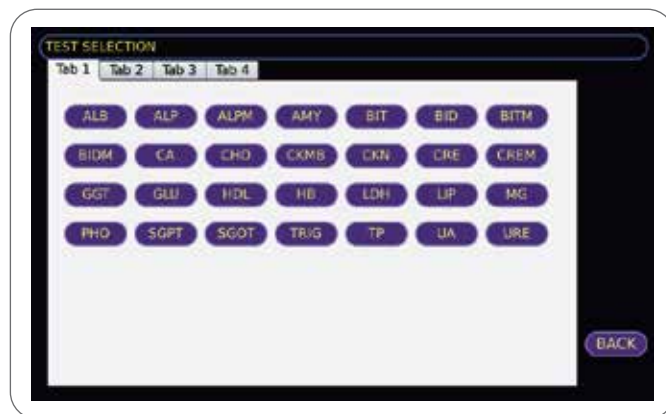 TEST SELECTION
Tab 1 Tab 2 Tab 3 Tab 4
ALB ALP ALPM AMY BIT BID BITM
BIDM CA CHO CKMB CKN CRE CREM
GGT GLU HDL HB LDH LIP MG
PHO SGPT SGOT TRIG TP UA URE
BACK